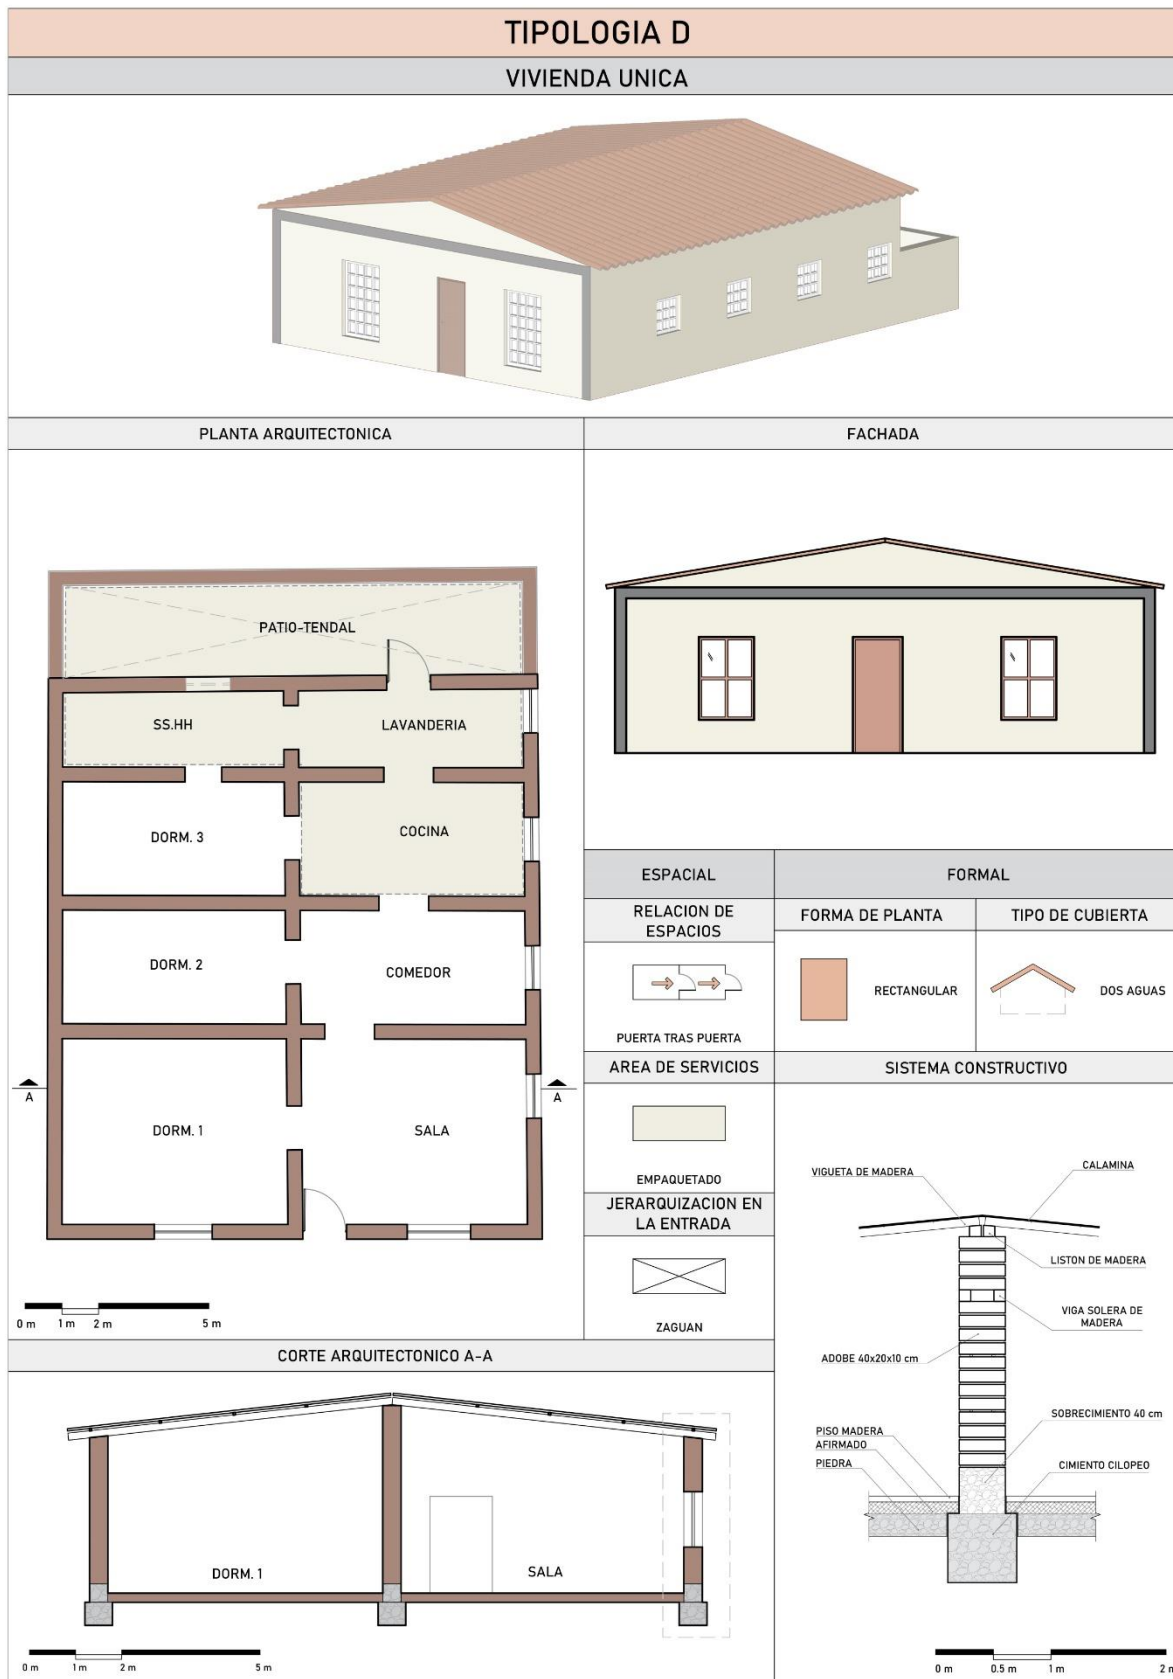 TIPOLOGIA D
VIVIENDA UNICA
PLANTA ARQUITECTONICA
PATIO-TENDAL
SS.HH
LAVANDERIA
DORM. 3
COCINA
DORM. 2
COMEDOR
A
A
DORM. 1
SALA
0 m
1 m
2 m
5 m
FACHADA
ESPACIAL
RELACION DE
ESPACIOS
PUERTA TRAS PUERTA
AREA DE SERVICIOS
EMPAQUETADO
JERARQUIZACION EN
LA ENTRADA
ZAGUAN
FORMAL
FORMA DE PLANTA
RECTANGULAR
TIPO DE CUBIERTA
DOS AGUAS
SISTEMA CONSTRUCTIVO
VIGUETA DE MADERA
CALAMINA
LISTON DE MADERA
VIGA SOLERA DE
MADERA
ADOBE 40x20x10 cm
SOBRECIMIENTO 40 cm
PISO MADERA
AFIRMADO
PIEDRA
CIMIENTO CILOPEO
0 m
0.5 m
1 m
2 m
CORTE ARQUITECTONICO A-A
DORM. 1
SALA
0 m
1 m
2 m
5 m